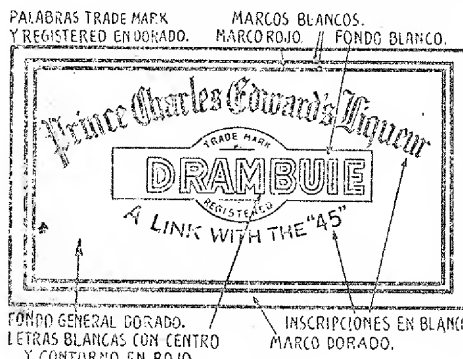 PALABRAS TRADE MARK
Y REGISTERED EN DORADO.
MARCOS BLANCOS.
MARCO ROJO. FONDO BLANCO.
Prince Charles Edward's Liqueur
TRADE MARK
DRAMBUIE
REGISTERED
A LINK WITH THE "45"
FONDO GENERAL DORADO.
LETRAS BLANCAS CON CENTRO
Y CONTORNO EN ROJO
INSCRIPCIONES EN BLANCO
MARCO DORADO.